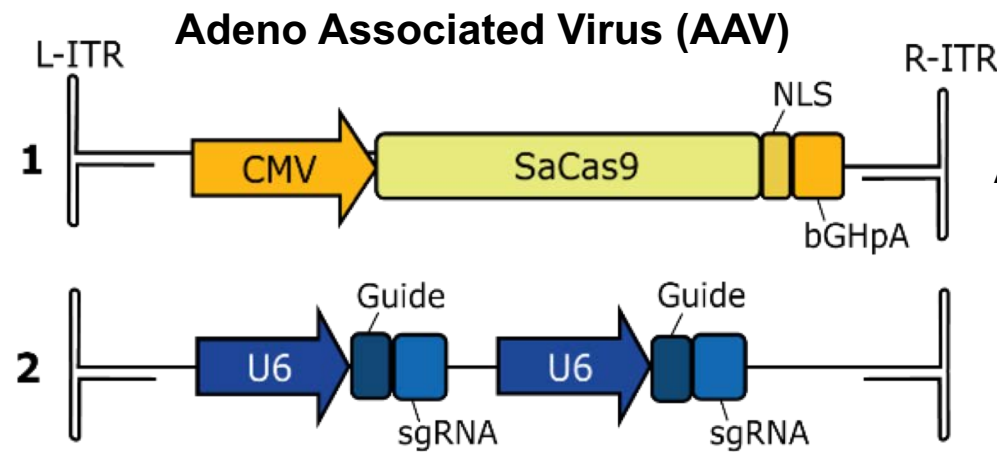 Adeno Associated Virus (AAV)
L-ITR
R-ITR
NLS
1
CMV
SaCas9
bGHpA
Guide
Guide
2
U6
U6
sgRNA
sgRNA